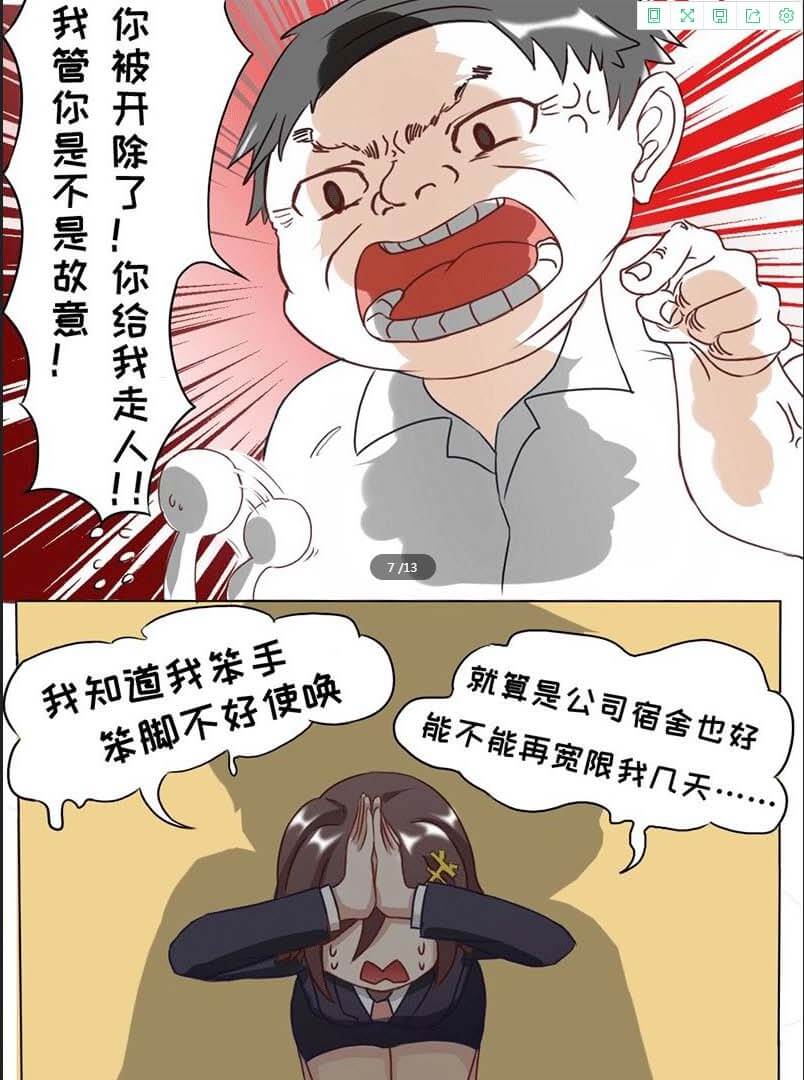 你被开除了！你给我走人！！
我管你是不是故意！
7 /13
我知道我笨手
笨脚不好使唤
就算是公司宿舍也好
能不能再宽限我几天……